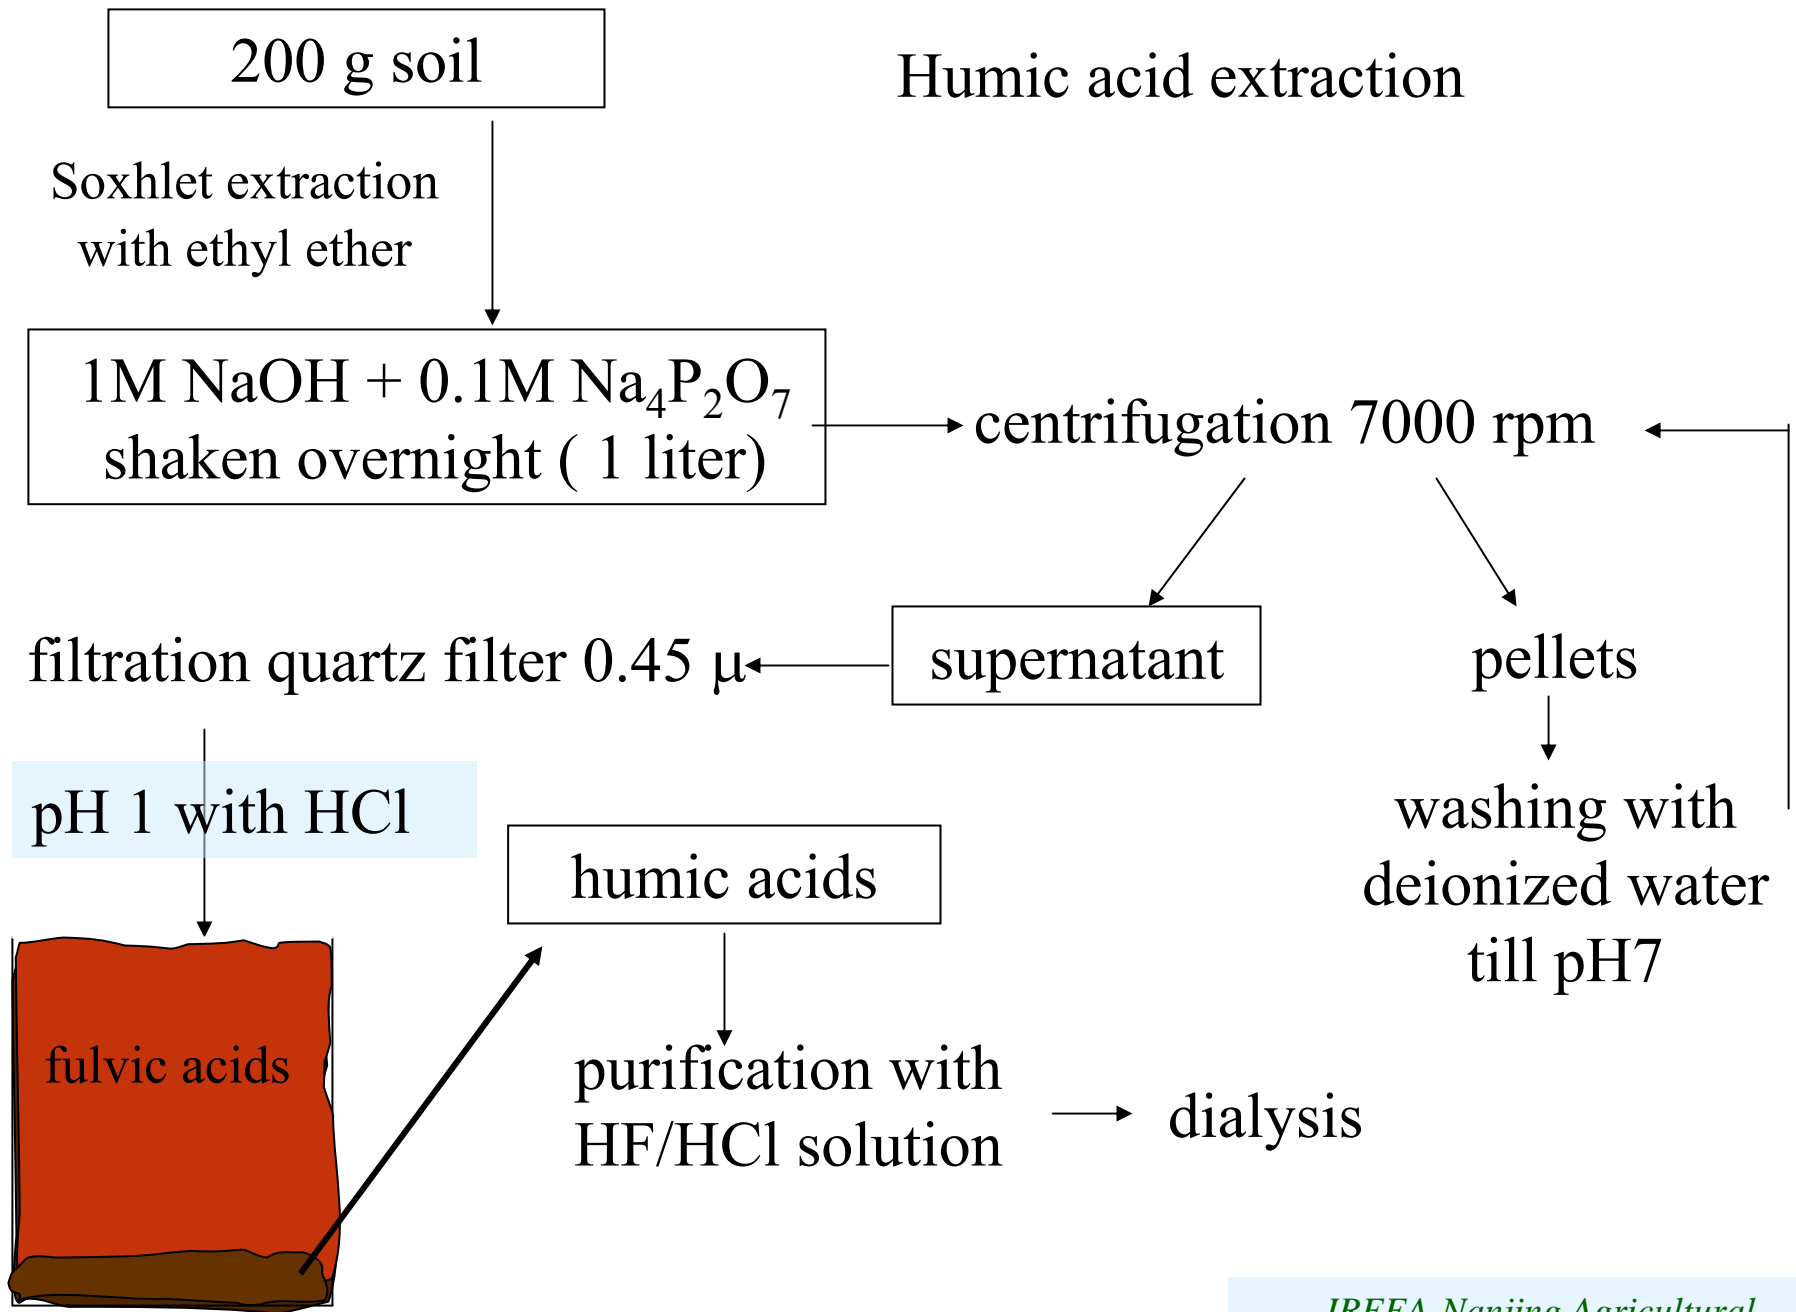 200 g soil
Humic acid extraction
Soxhlet extraction
with ethyl ether
1M NaOH + 0.1M Na₄P₂O₇
shaken overnight ( 1 liter)
centrifugation 7000 rpm
filtration quartz filter 0.45 μ
supernatant
pellets
pH 1 with HCl
humic acids
washing with
deionized water
till pH7
fulvic acids
purification with
HF/HCl solution
dialysis
Nanjing Agricultural